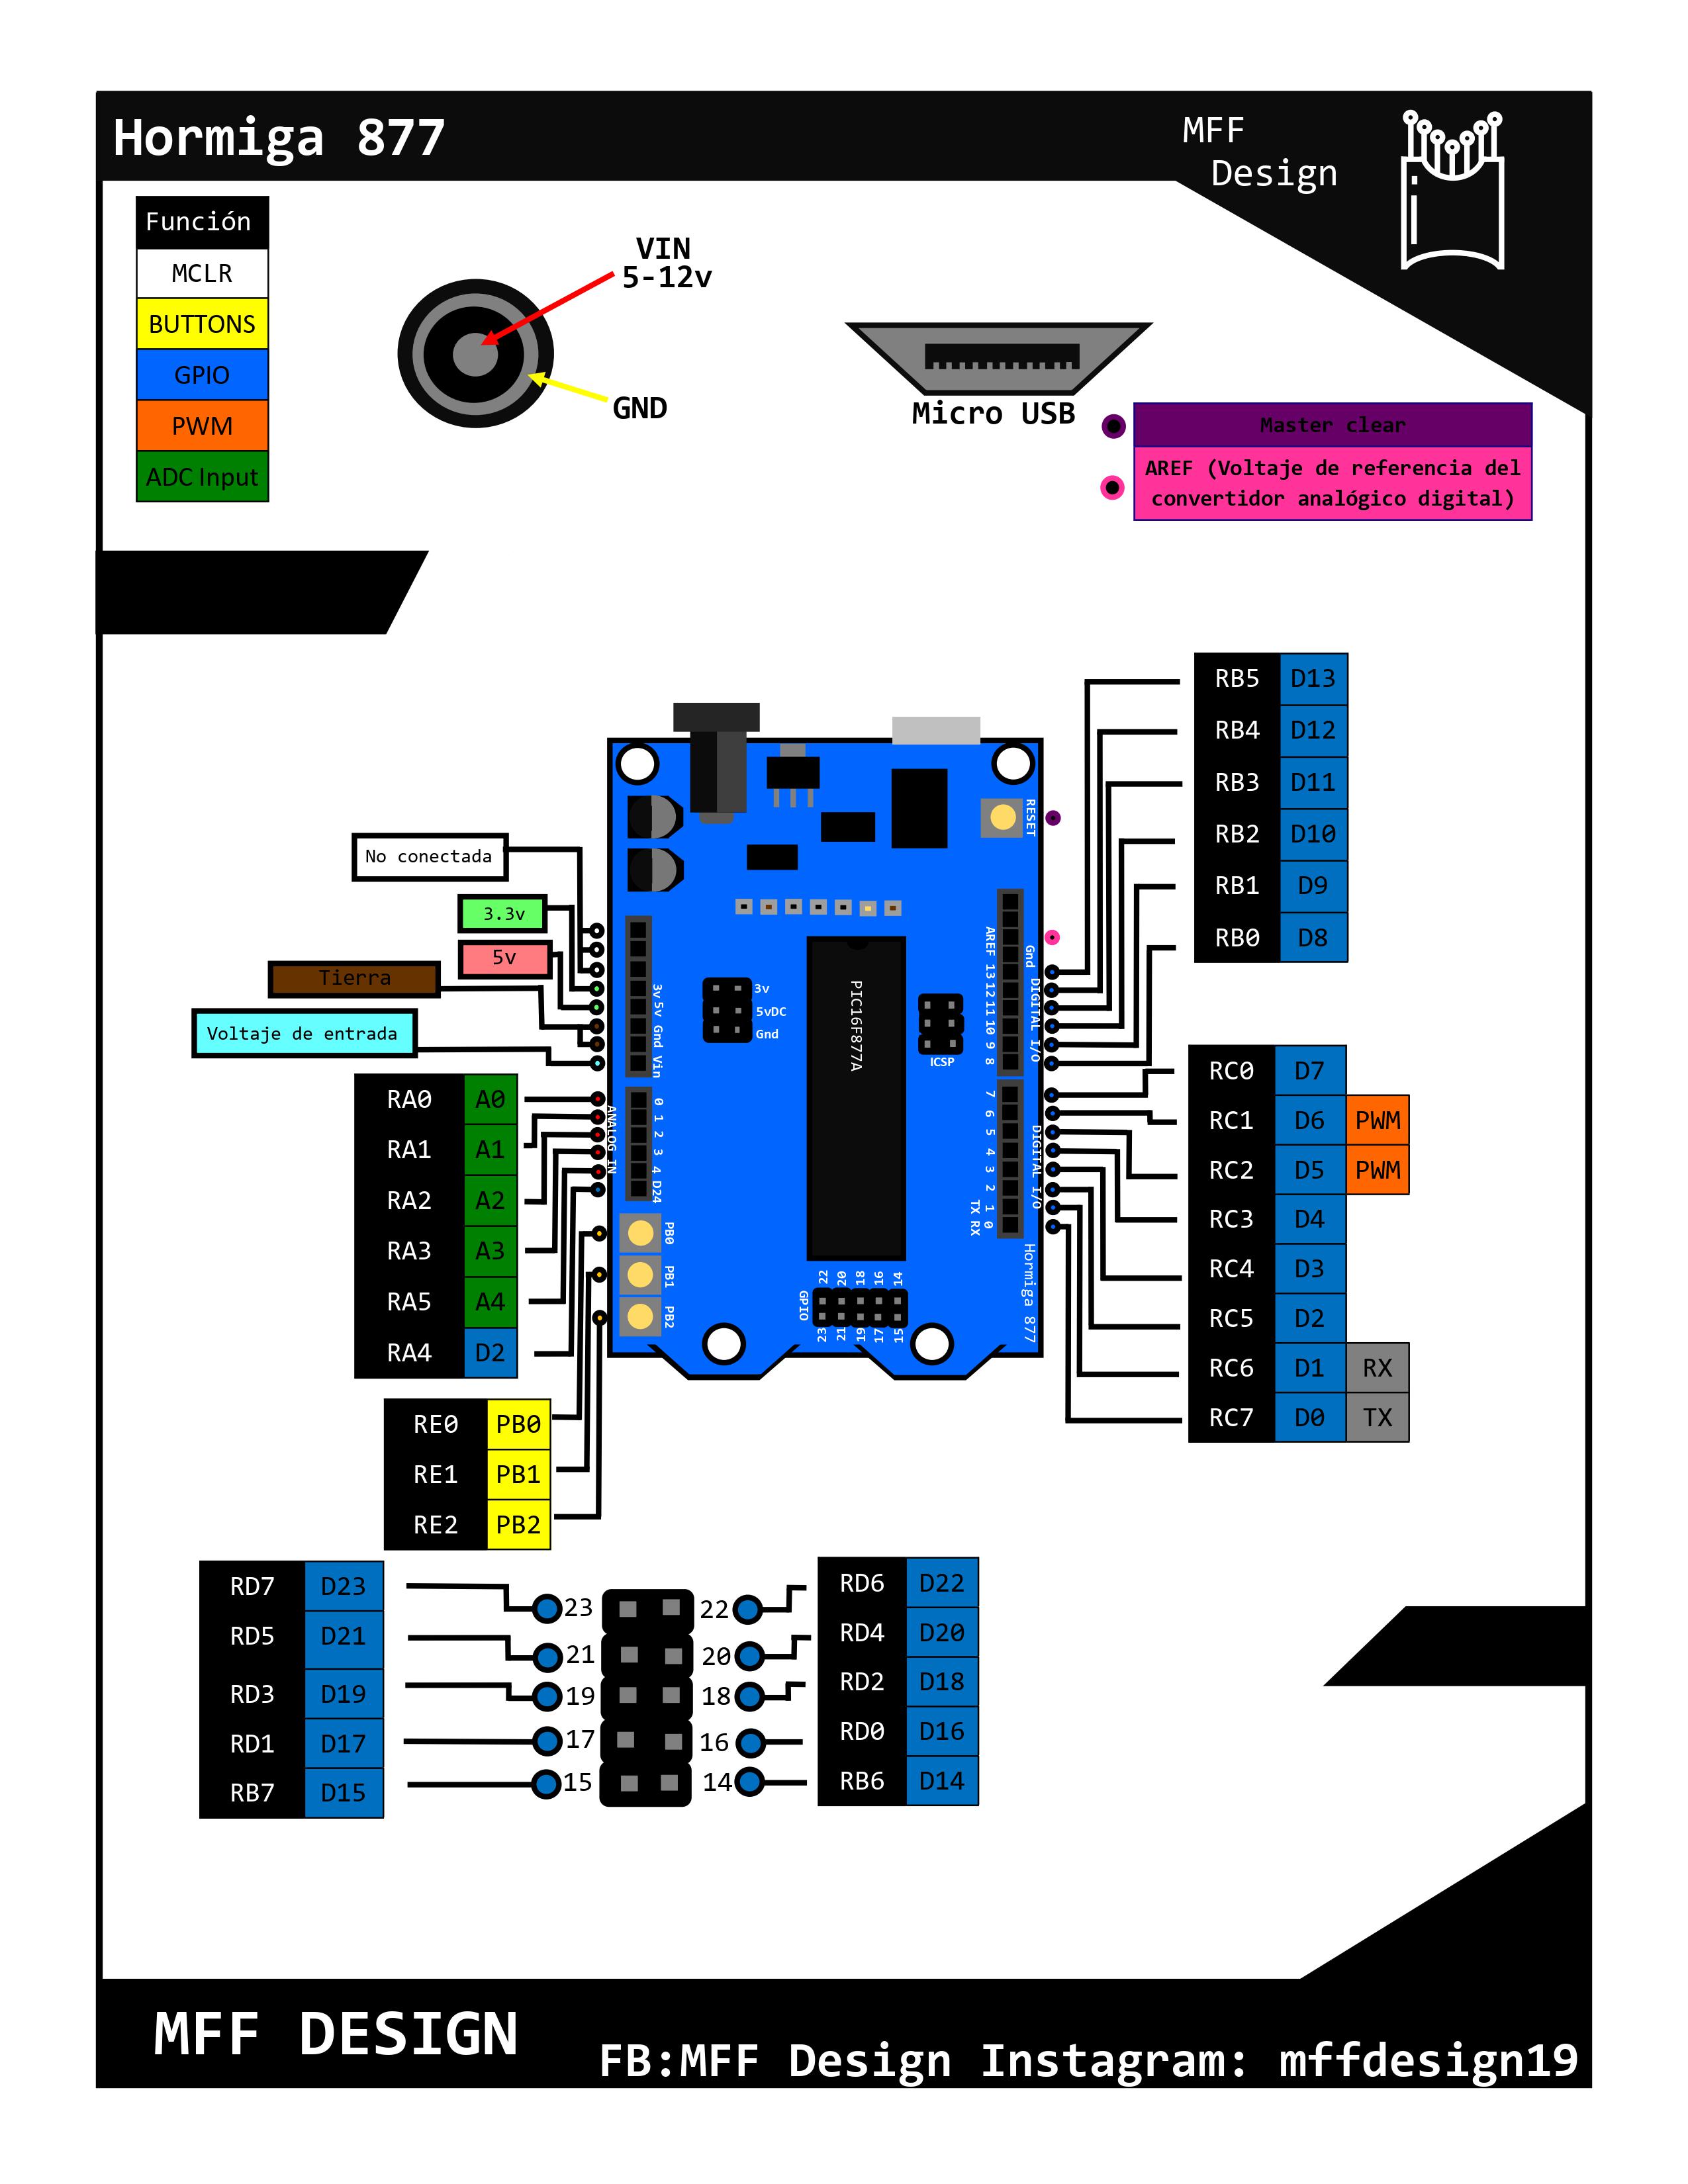 Hormiga 877
MFF
Design
Función
MCLR
BUTTONS
GPIO
PWM
ADC Input
VIN
5-12v
GND
Micro USB
Master clear
AREF (Voltaje de referencia del
convertidor analógico digital)
No conectada
3.3v
5v
Tierra
Voltaje de entrada
RA0 A0
RA1 A1
RA2 A2
RA3 A3
RA5 A4
RA4 D2
RE0 PB0
RE1 PB1
RE2 PB2
RESET
3v 5v Gnd Vin
3v
5vDC
Gnd
PIC16F877A
ICSP
AREF 13 12 11 10 9 8
Gnd DIGITAL I/O
ANALOG IN
0 1 2 3 4 D24
7 6 5 4 3 2 1 0
DIGITAL I/O
TX RX
PB0
PB1
PB2
Hormiga 877
GPIO
22 20 18 16 14
23 21 19 17 15
RB5 D13
RB4 D12
RB3 D11
RB2 D10
RB1 D9
RB0 D8
RC0 D7
RC1 D6 PWM
RC2 D5 PWM
RC3 D4
RC4 D3
RC5 D2
RC6 D1 RX
RC7 D0 TX
RD7 D23
RD5 D21
RD3 D19
RD1 D17
RB7 D15
23 22
21 20
19 18
17 16
15 14
RD6 D22
RD4 D20
RD2 D18
RD0 D16
RB6 D14
MFF DESIGN
FB:MFF Design Instagram: mffdesign19